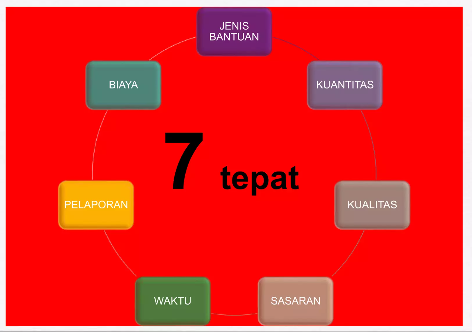 JENIS
BANTUAN
BIAYA
KUANTITAS
7 tepat
PELAPORAN
KUALITAS
WAKTU
SASARAN